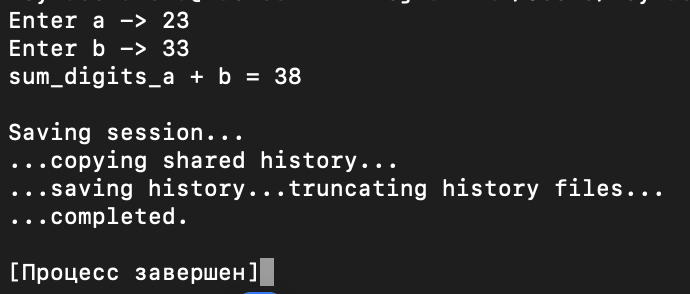 Enter a -> 23
Enter b -> 33
sum_digits_a + b = 38
Saving session...
...copying shared history...
...saving history...truncating history files...
...completed.
[Процесс завершен]